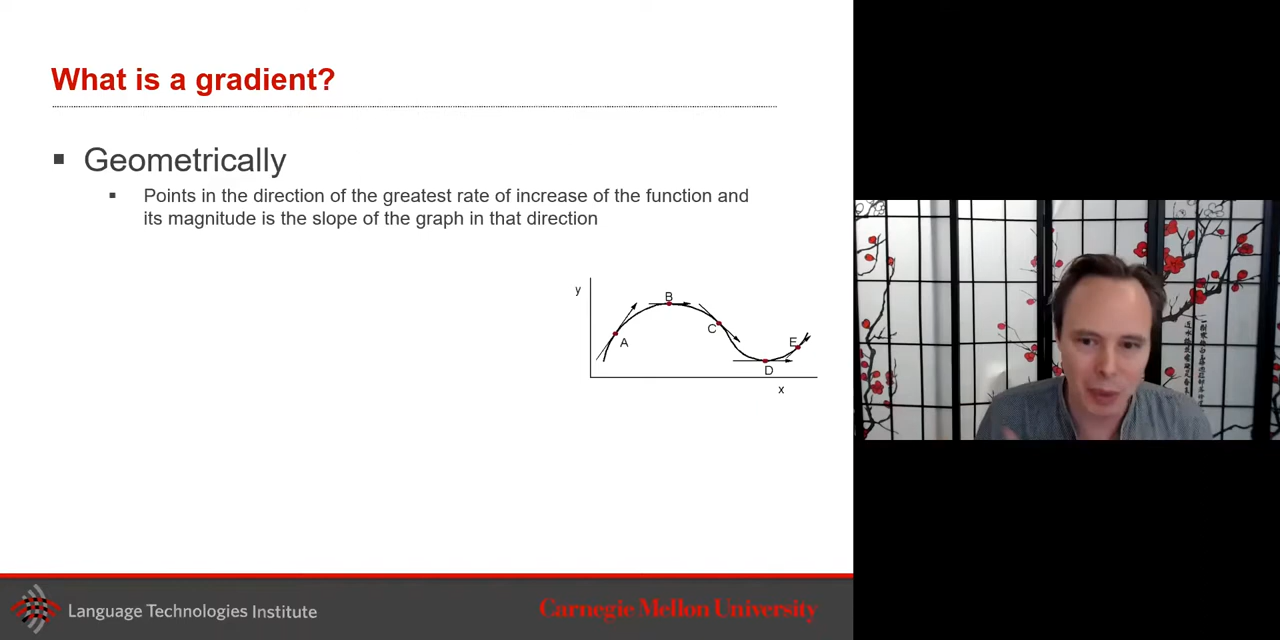 What is a gradient?
▪ Geometrically
▪ Points in the direction of the greatest rate of increase of the function and
its magnitude is the slope of the graph in that direction
y
B
A
C
E
D
x
Language Technologies Institute
Carnegie Mellon University